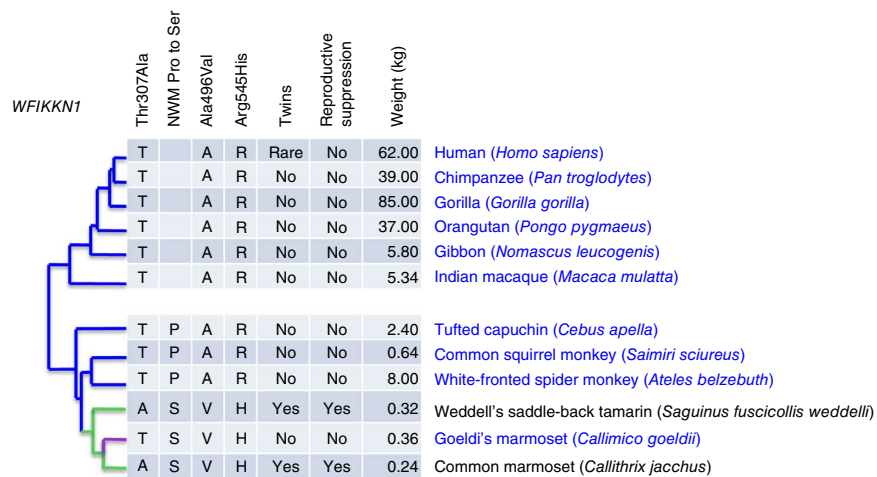 WFIKKN1
Thr307Ala
NWM Pro to Ser
Ala496Val
Arg545His
Twins
Reproductive
suppression
Weight (kg)
T A R Rare No 62.00 Human (Homo sapiens)
T A R No No 39.00 Chimpanzee (Pan troglodytes)
T A R No No 85.00 Gorilla (Gorilla gorilla)
T A R No No 37.00 Orangutan (Pongo pygmaeus)
T A R No No 5.80 Gibbon (Nomascus leucogenis)
T A R No No 5.34 Indian macaque (Macaca mulatta)
T P A R No No 2.40 Tufted capuchin (Cebus apella)
T P A R No No 0.64 Common squirrel monkey (Saimiri sciureus)
T P A R No No 8.00 White-fronted spider monkey (Ateles belzebuth)
A S V H Yes Yes 0.32 Weddell's saddle-back tamarin (Saguinus fuscicollis weddelli)
T S V H No No 0.36 Goeldi's marmoset (Callimico goeldii)
A S V H Yes Yes 0.24 Common marmoset (Callithrix jacchus)